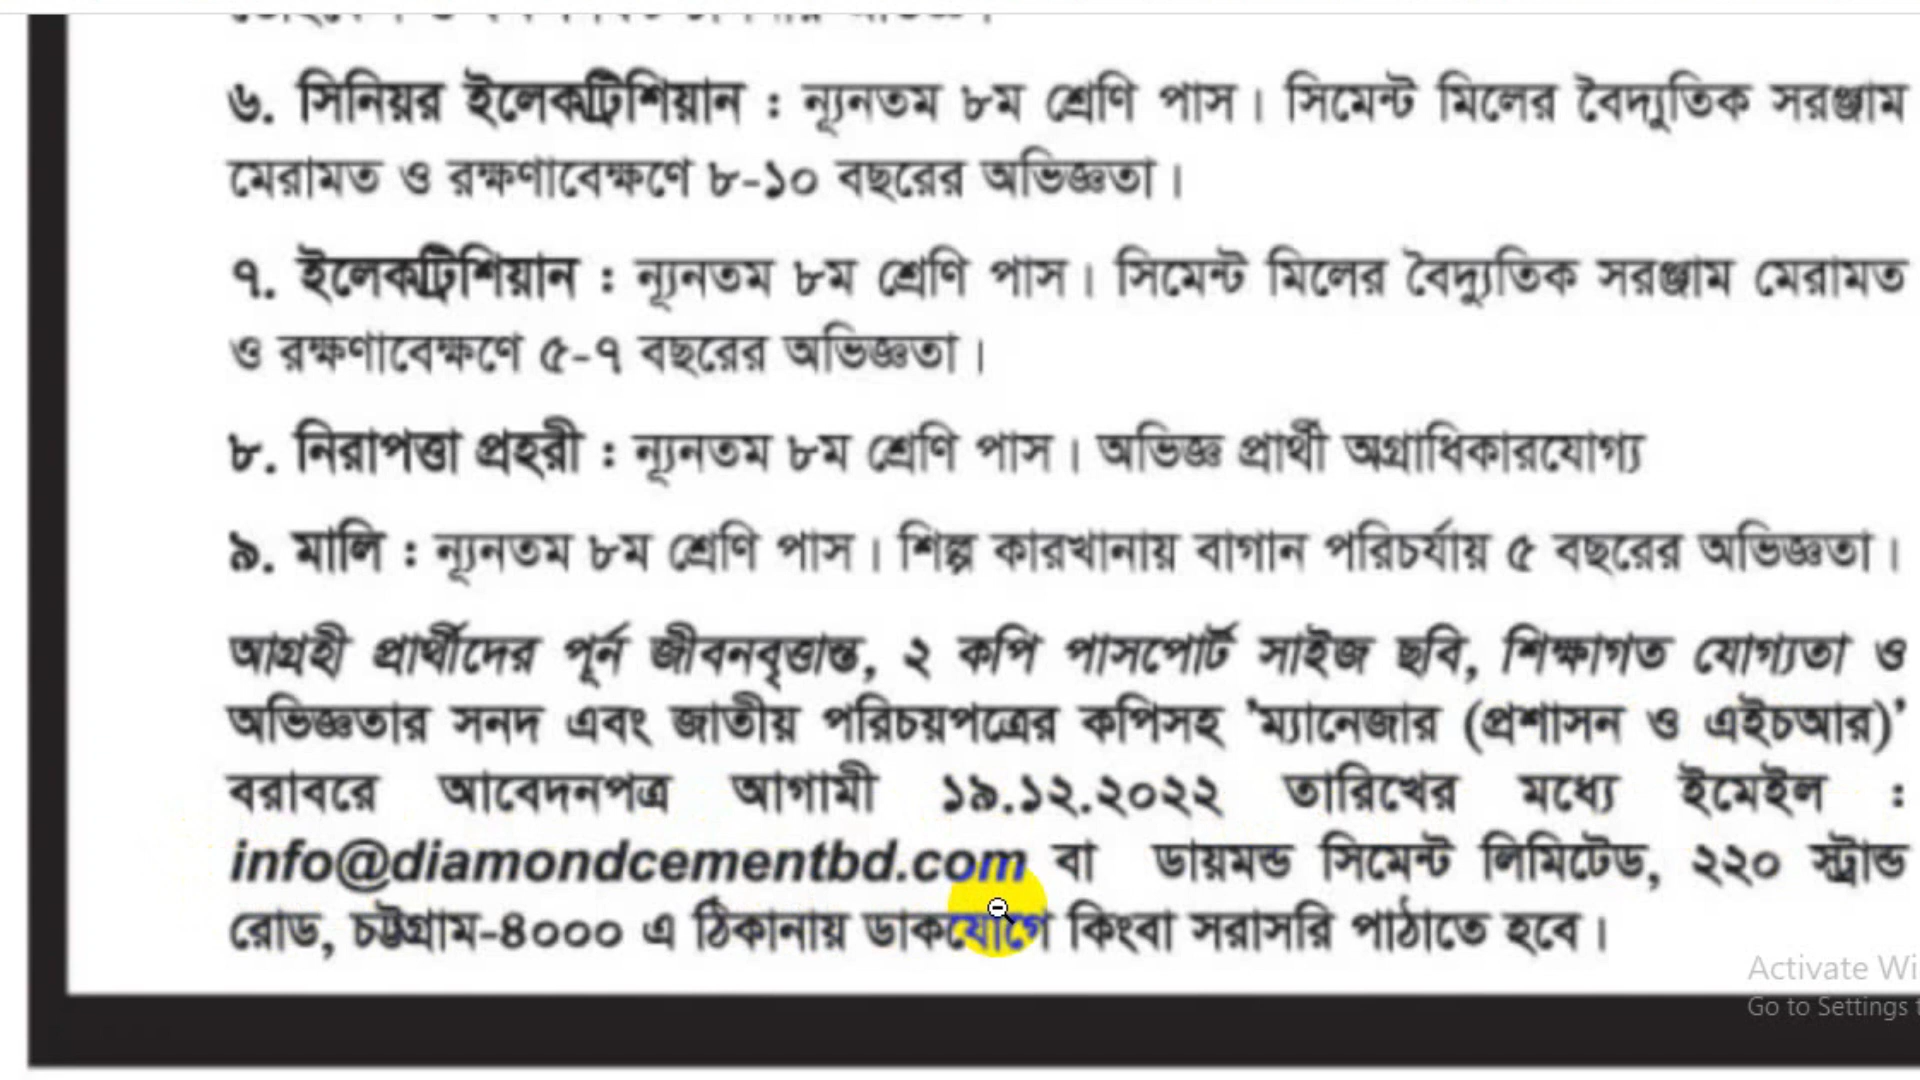 ৬. সিনিয়র ইলেকট্রিশিয়ান : ন্যূনতম ৮ম শ্রেণি পাস। সিমেন্ট মিলের বৈদ্যুতিক সরঞ্জাম
মেরামত ও রক্ষণাবেক্ষণে ৮-১০ বছরের অভিজ্ঞতা।
৭. ইলেকট্রিশিয়ান : ন্যূনতম ৮ম শ্রেণি পাস। সিমেন্ট মিলের বৈদ্যুতিক সরঞ্জাম মেরামত
ও রক্ষণাবেক্ষণে ৫-৭ বছরের অভিজ্ঞতা।
৮. নিরাপত্তা প্রহরী : ন্যূনতম ৮ম শ্রেণি পাস। অভিজ্ঞ প্রার্থী অগ্রাধিকারযোগ্য
৯. মালি : ন্যূনতম ৮ম শ্রেণি পাস। শিল্প কারখানায় বাগান পরিচর্যায় ৫ বছরের অভিজ্ঞতা।
আগ্রহী প্রার্থীদের পূর্ন জীবনবৃত্তান্ত, ২ কপি পাসপোর্ট সাইজ ছবি, শিক্ষাগত যোগ্যতা ও
অভিজ্ঞতার সনদ এবং জাতীয় পরিচয়পত্রের কপিসহ 'ম্যানেজার (প্রশাসন ও এইচআর)'
বরাবরে আবেদনপত্র আগামী ১৯.১২.২০২২ তারিখের মধ্যে ইমেইল :
info@diamondcementbd.com বা ডায়মন্ড সিমেন্ট লিমিটেড, ২২০ স্ট্রান্ড
রোড, চট্টগ্রাম-৪০০০ এ ঠিকানায় ডাকযোগে কিংবা সরাসরি পাঠাতে হবে।
Activate Wi
Go to Settings t